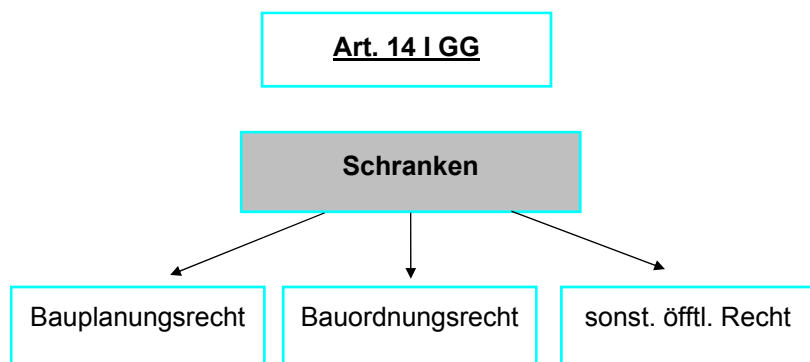 Art. 14 I GG
Schranken
Bauplanungsrecht
Bauordnungsrecht
sonst. öfftl. Recht